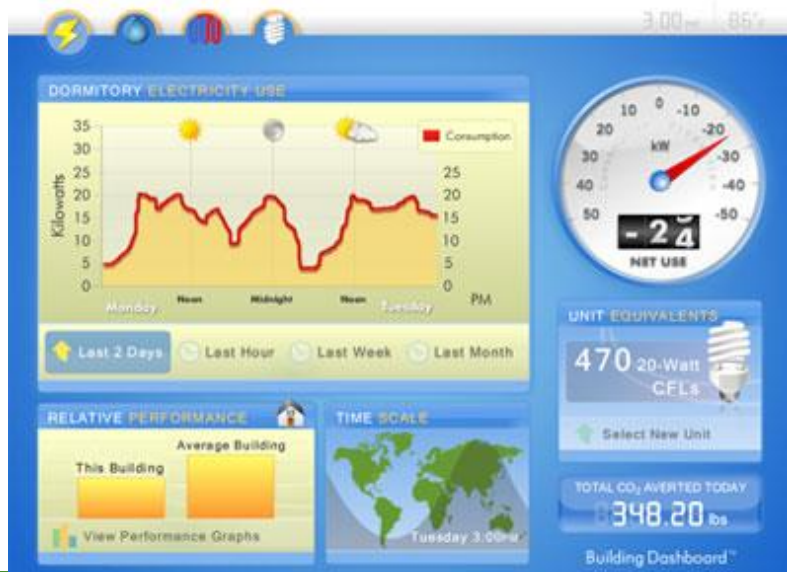 3:00 PM 86°F
DORMITORY ELECTRICITY USE
35
30
25
20
15
10
5
0
Kilowatts
Consumption
25
20
15
10
5
0
Monday Noon Midnight Noon Tuesday PM
Last 2 Days Last Hour Last Week Last Month
50 40 30 20 10 0 -10 -20 -30 -40 -50
kW
-24
NET USE
UNIT EQUIVALENTS
470 20-Watt
CFLs
Select New Unit
RELATIVE PERFORMANCE
This Building
Average Building
View Performance Graphs
TIME SCALE
Tuesday 3:00PM
TOTAL CO₂ AVERTED TODAY
348.20 lbs
Building Dashboard™